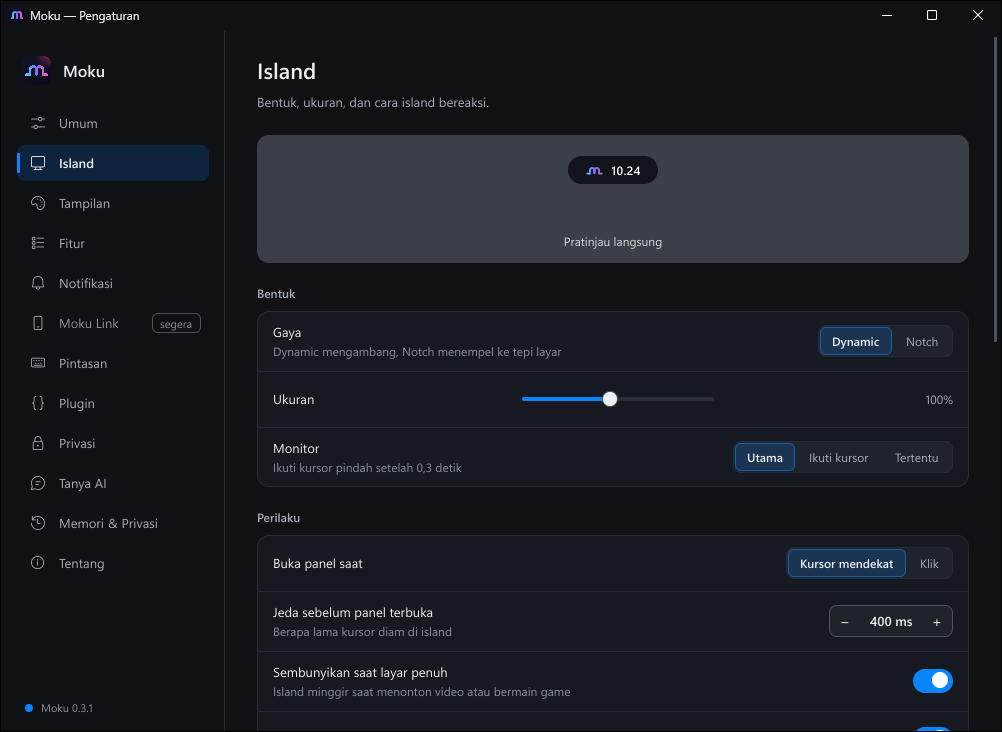 Moku — Pengaturan
Moku
Umum
Island
Tampilan
Fitur
Notifikasi
Moku Link
segera
Pintasan
Plugin
Privasi
Tanya AI
Memori & Privasi
Tentang
Moku 0.3.1
Island
Bentuk, ukuran, dan cara island bereaksi.
10.24
Pratinjau langsung
Bentuk
Gaya
Dynamic mengambang, Notch menempel ke tepi layar
Dynamic
Notch
Ukuran
100%
Monitor
Ikuti kursor pindah setelah 0,3 detik
Utama
Ikuti kursor
Tertentu
Perilaku
Buka panel saat
Kursor mendekat
Klik
Jeda sebelum panel terbuka
Berapa lama kursor diam di island
− 400 ms +
Sembunyikan saat layar penuh
Island minggir saat menonton video atau bermain game